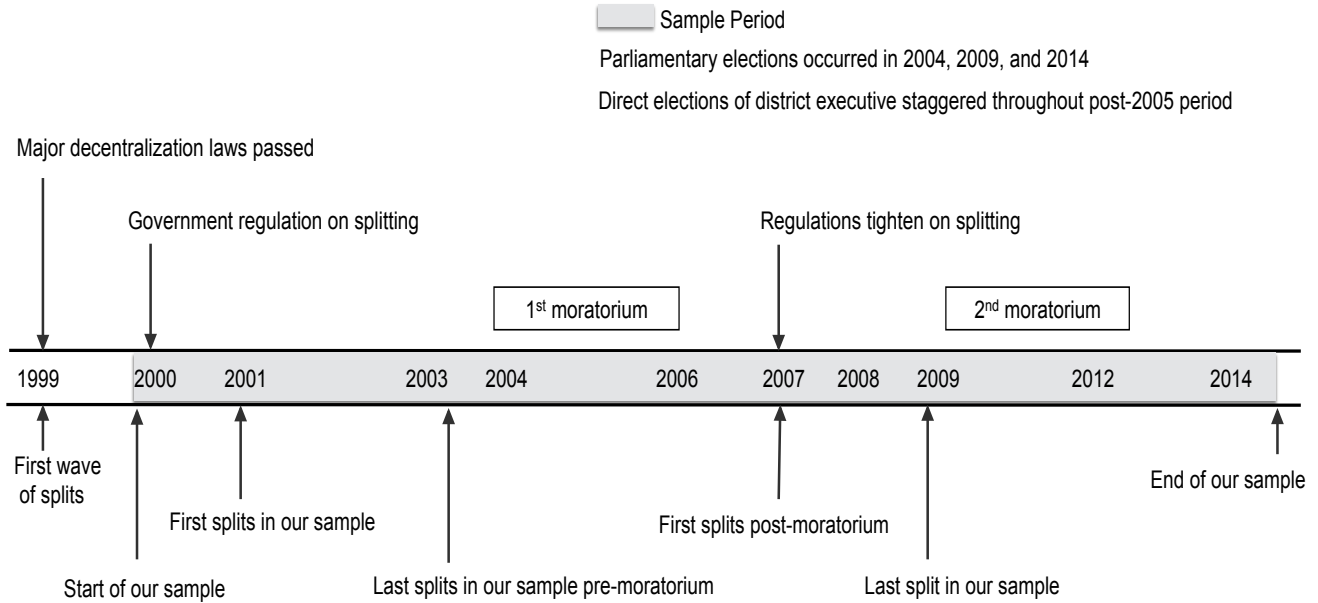 Sample Period
Parliamentary elections occurred in 2004, 2009, and 2014
Direct elections of district executive staggered throughout post-2005 period
Major decentralization laws passed
Government regulation on splitting
Regulations tighten on splitting
1st moratorium
2nd moratorium
1999 2000 2001 2003 2004 2006 2007 2008 2009 2012 2014
First wave
of splits
End of our sample
First splits in our sample
First splits post-moratorium
Start of our sample
Last splits in our sample pre-moratorium
Last split in our sample